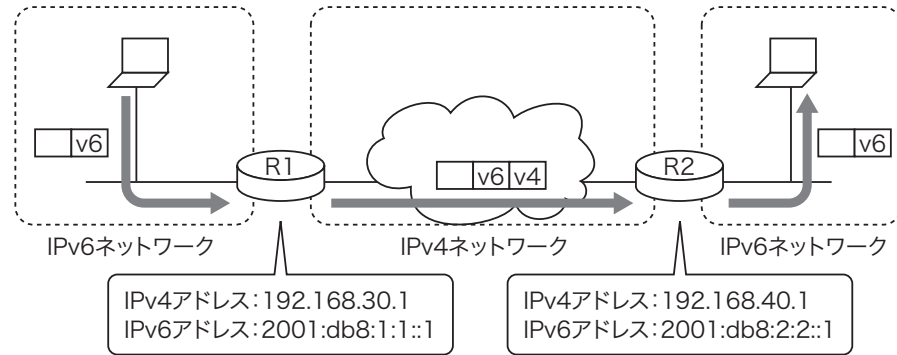 v6
R1
v6 v4
R2
v6
IPv6ネットワーク
IPv4ネットワーク
IPv6ネットワーク
IPv4アドレス：192.168.30.1
IPv6アドレス：2001:db8:1:1::1
IPv4アドレス：192.168.40.1
IPv6アドレス：2001:db8:2:2::1